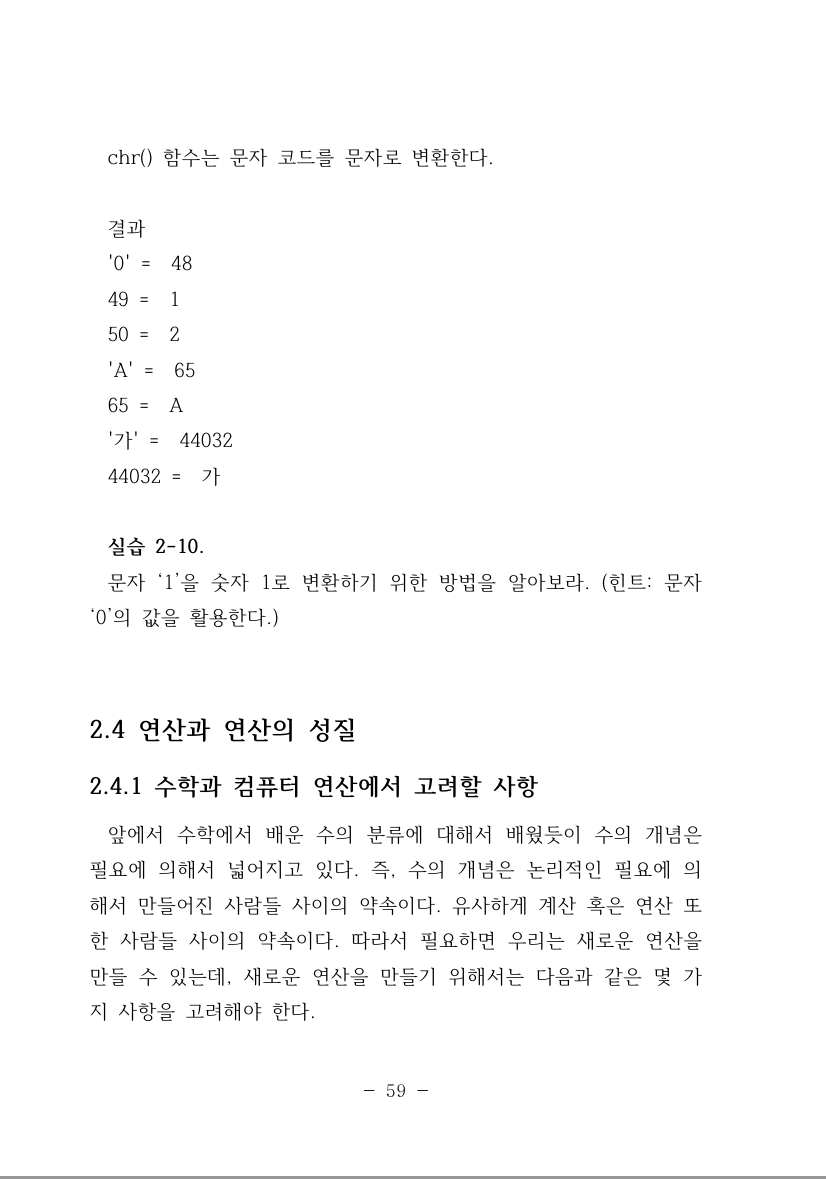 chr() 함수는 문자 코드를 문자로 변환한다.
결과
'0' = 48
49 = 1
50 = 2
'A' = 65
65 = A
'가' = 44032
44032 = 가
실습 2-10.
문자 ‘1’을 숫자 1로 변환하기 위한 방법을 알아보라. (힌트: 문자
‘0’의 값을 활용한다.)
2.4 연산과 연산의 성질
2.4.1 수학과 컴퓨터 연산에서 고려할 사항
앞에서 수학에서 배운 수의 분류에 대해서 배웠듯이 수의 개념은
필요에 의해서 넓어지고 있다. 즉, 수의 개념은 논리적인 필요에 의
해서 만들어진 사람들 사이의 약속이다. 유사하게 계산 혹은 연산 또
한 사람들 사이의 약속이다. 따라서 필요하면 우리는 새로운 연산을
만들 수 있는데, 새로운 연산을 만들기 위해서는 다음과 같은 몇 가
지 사항을 고려해야 한다.
- 59 -